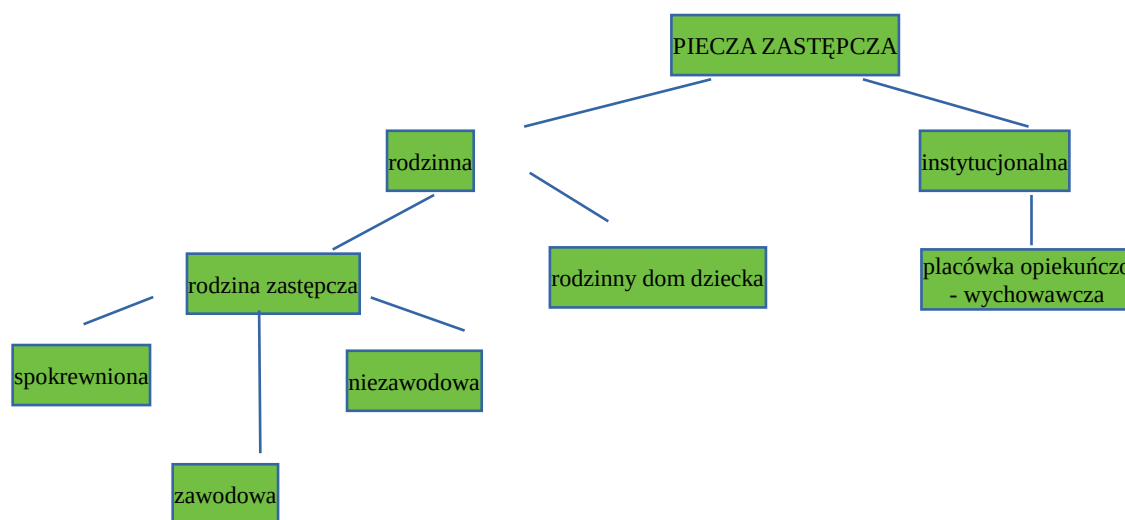 PIECZA ZASTĘPCZA
rodzinna
instytucjonalna
rodzina zastępcza
rodzinny dom dziecka
placówka opiekuńczo
- wychowawcza
spokrewniona
niezawodowa
zawodowa